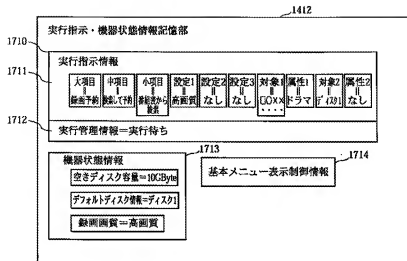 1412
実行指示・機器状態情報記憶部
1710
1711
実行指示情報
大項目
=
録画予約
中項目
=
検索して予約
小項目
=
番組表から
検索
設定1
=
高画質
設定2
=
なし
設定3
=
なし
対象1
=
□○××
・・・・
属性1
=
ドラマ
対象2
=
ディスク1
属性2
=
なし
1712
実行管理情報=実行待ち
1713
機器状態情報
空きディスク容量=10GByte
デフォルトディスク情報=ディスク1
録画画質=高画質
1714
基本メニュー表示制御情報